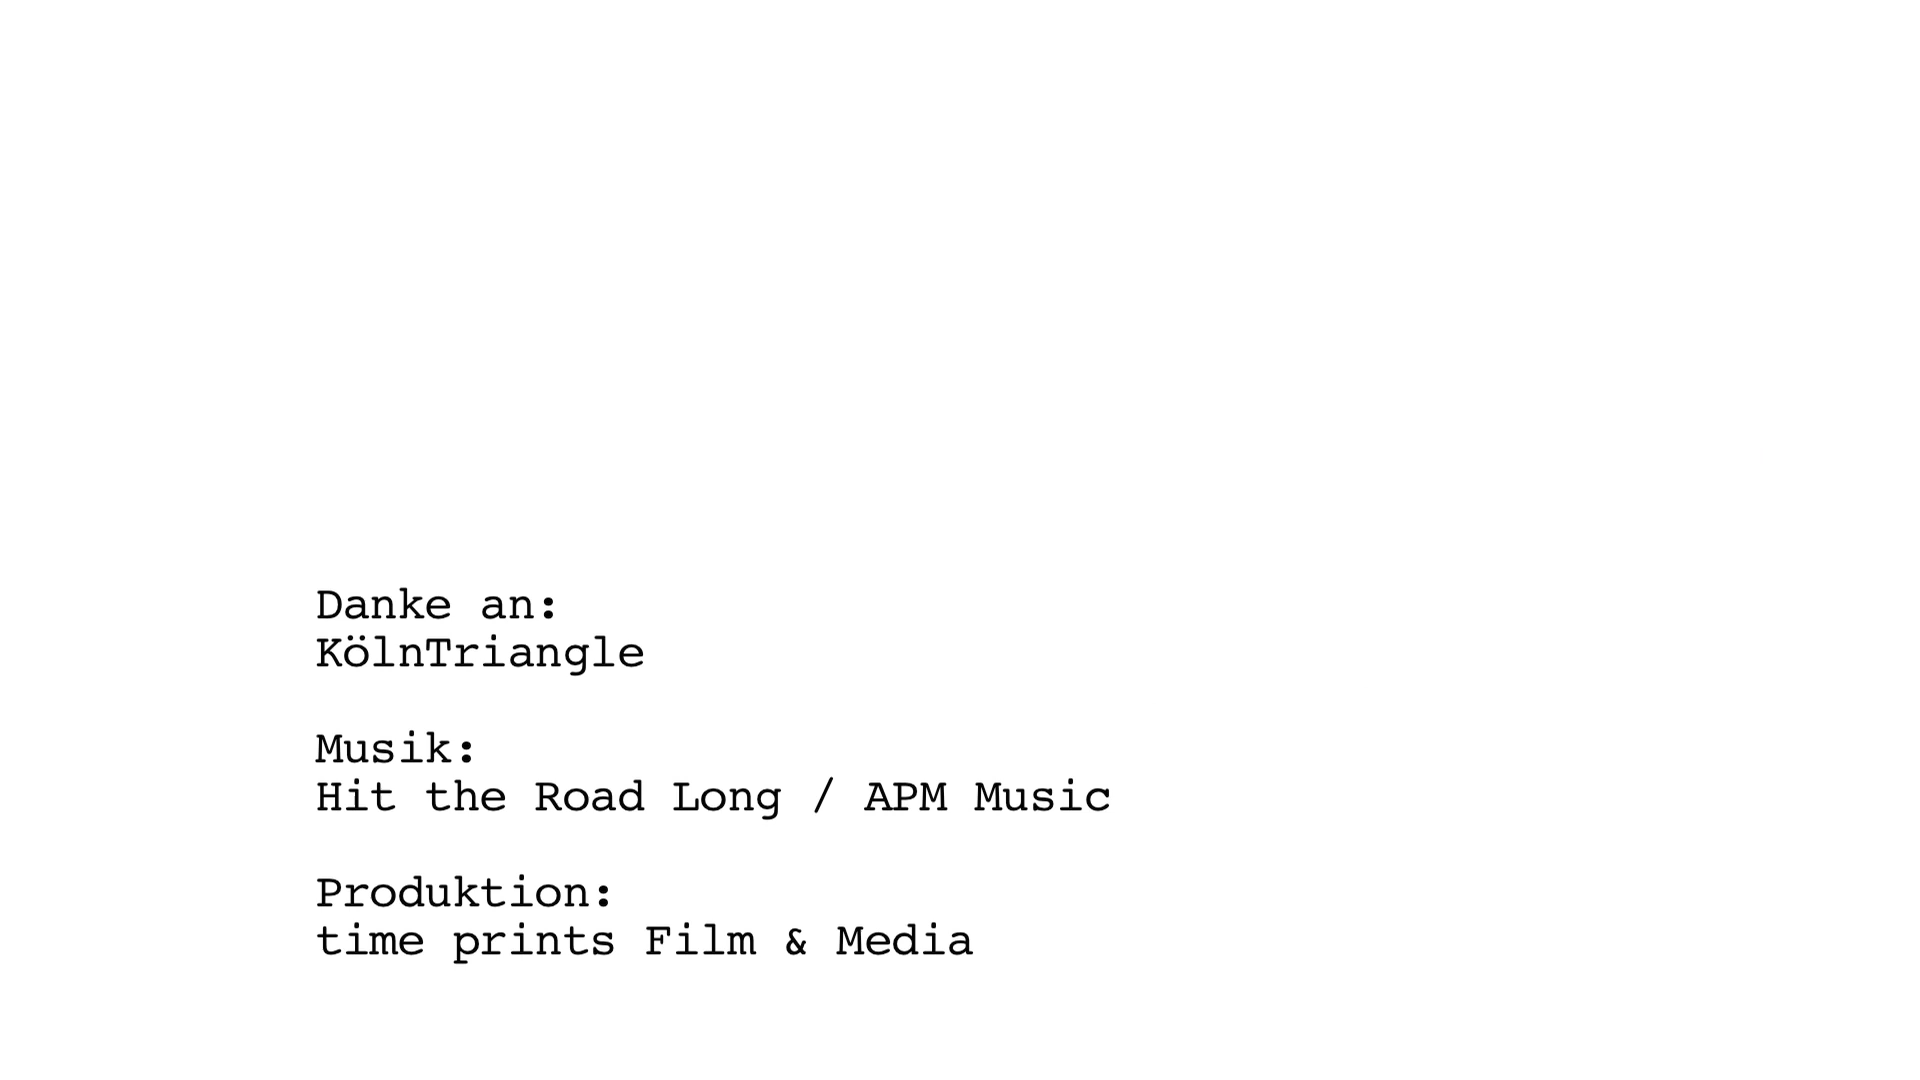 Danke an:
KölnTriangle
Musik:
Hit the Road Long / APM Music
Produktion:
time prints Film & Media